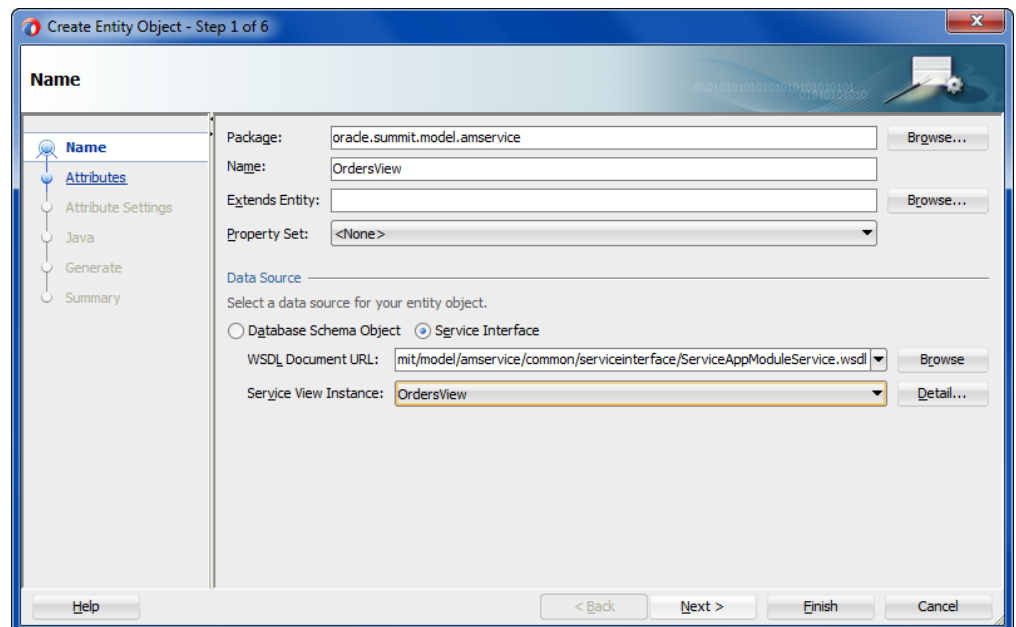 Create Entity Object - Step 1 of 6
Name
Name
Attributes
Attribute Settings
Java
Generate
Summary
Package: oracle.summit.model.amservice Browse...
Name: OrdersView
Extends Entity: Browse...
Property Set: <None>
Data Source
Select a data source for your entity object.
Database Schema Object Service Interface
WSDL Document URL: mit/model/amservice/common/serviceinterface/ServiceAppModuleService.wsdl Browse
Service View Instance: OrdersView Detail...
Help < Back Next > Finish Cancel